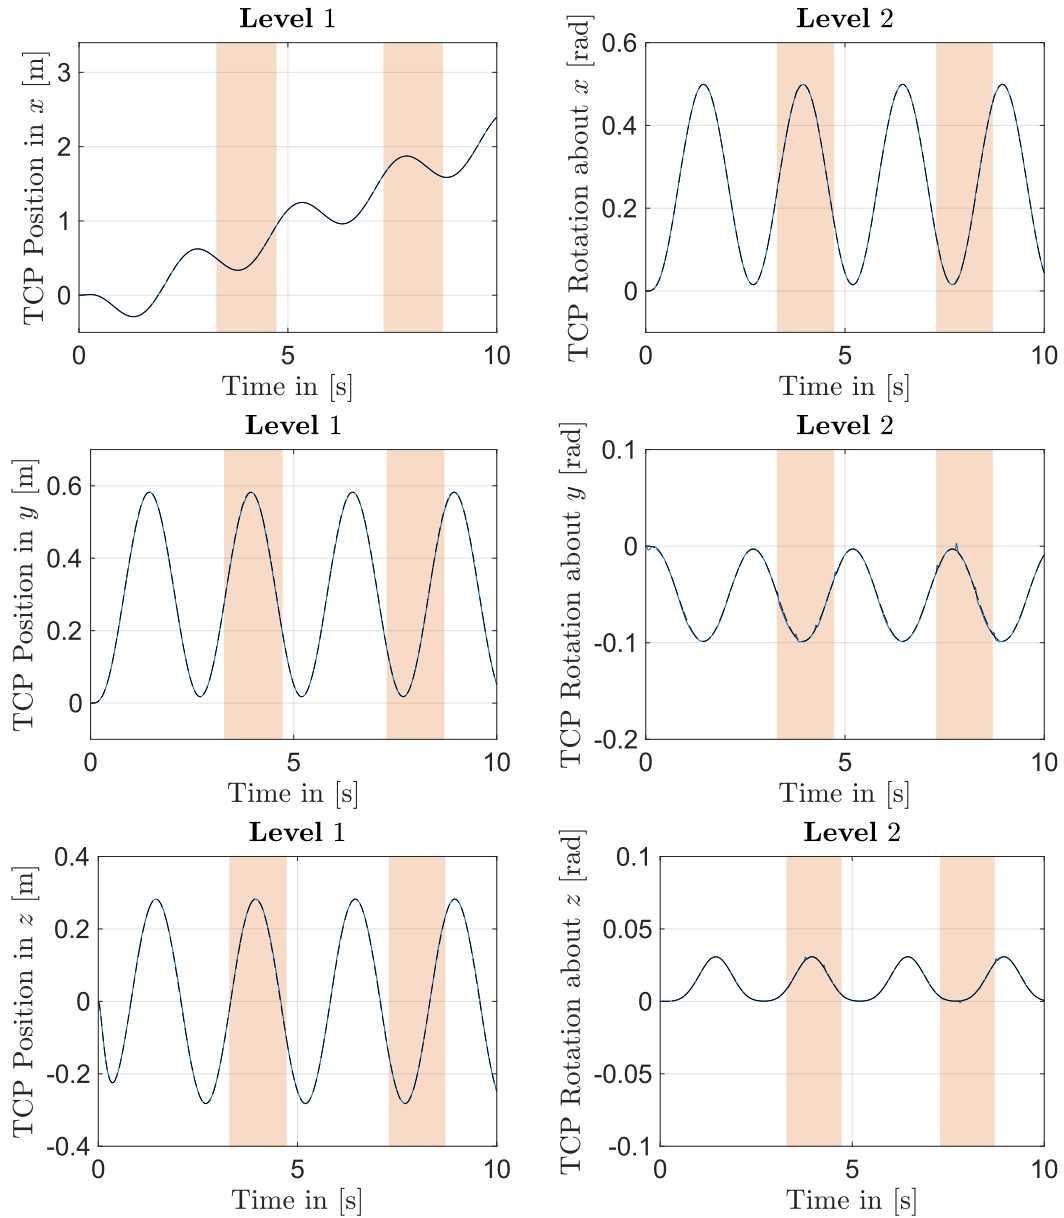 Level 1
TCP Position in x [m]
3
2
1
0
0 5 10
Time in [s]
Level 2
TCP Rotation about x [rad]
0.6
0.4
0.2
0
0 5 10
Time in [s]
Level 1
TCP Position in y [m]
0.6
0.4
0.2
0
0 5 10
Time in [s]
Level 2
TCP Rotation about y [rad]
0.1
0
-0.1
-0.2
0 5 10
Time in [s]
Level 1
TCP Position in z [m]
0.4
0.2
0
-0.2
-0.4
0 5 10
Time in [s]
Level 2
TCP Rotation about z [rad]
0.1
0.05
0
-0.05
-0.1
0 5 10
Time in [s]